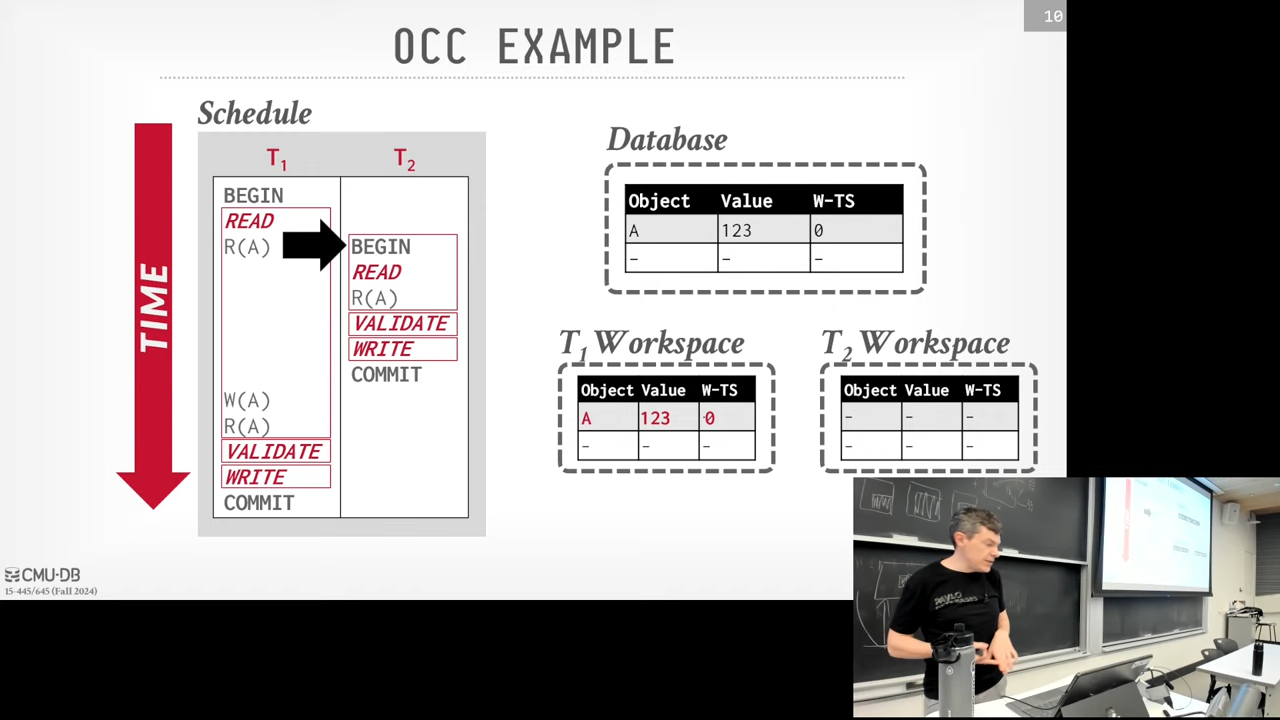 10
OCC EXAMPLE
Schedule
T1 T2
BEGIN
READ
R(A) BEGIN
READ
R(A)
VALIDATE
WRITE
COMMIT
W(A)
R(A)
VALIDATE
WRITE
COMMIT
TIME
Database
Object Value W-TS
A 123 0
- - -
T1 Workspace
Object Value W-TS
A 123 0
- - -
T2 Workspace
Object Value W-TS
- - -
- - -
CMU·DB
15-445/645 (Fall 2024)
PAVLO